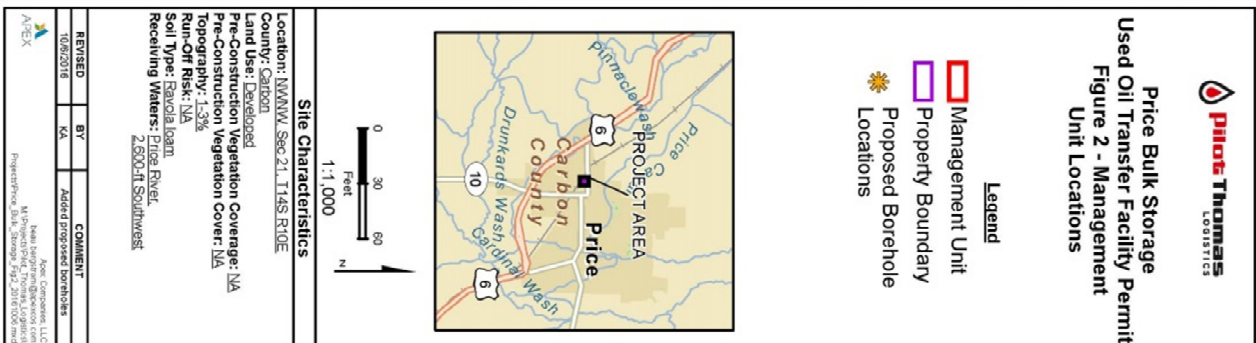 Pilot Thomas
LOGISTICS
Price Bulk Storage
Used Oil Transfer Facility Permit
Figure 2 - Management
Unit Locations
Legend
Management Unit
Property Boundary
Proposed Borehole
Locations
Pinnaclewash
Price
6
PROJECT AREA
Carbon
County
Price
Drunkards Wash
10
Cardinal Wash
6
0 30 60
Feet
1:1,000
N
Site Characteristics
Location: NWNW, Sec 21, T14S R10E
County: Carbon
Land Use: Developed
Pre-Construction Vegetation Coverage: NA
Pre-Construction Vegetation Cover: NA
Topography: 1-3%
Run-Off Risk: NA
Soil Type: Ravola loam
Receiving Waters: Price River,
2,600-ft Southwest
REVISED BY COMMENT
10/6/2016 KA Added proposed boreholes
APEX
Apex Companies, LLC
beau.bergstrom@apexcos.com